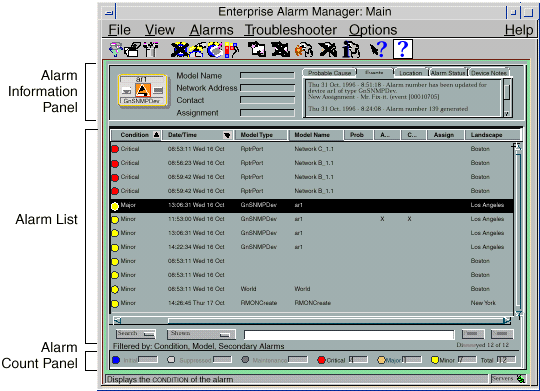 Enterprise Alarm Manager: Main
File View Alarms Troubleshooter Options Help
Alarm Information Panel
ar1
GnSNMPDev
Model Name
Network Address
Contact
Assignment
Probable Cause Events Location Alarm Status Device Notes
Thu 31 Oct, 1996 - 8:51:18 - Alarm number has been updated for
device ar1 of type GnSNMPDev.
New Assignment - Mr. Fix it. (event [00010705]
Thu 31 Oct, 1996 - 8:24:08 - Alarm number 139 generated
Alarm List
Condition Date/Time Model Type Model Name Prob A... C... Assign Landscape
Critical 08:53:11 Wed 16 Oct RptrPort Network C_1.1 Boston
Critical 08:56:23 Wed 16 Oct RptrPort Network B_1.1 Boston
Critical 08:59:42 Wed 16 Oct RptrPort Network B_1.1 Boston
Critical 08:59:42 Wed 16 Oct RptrPort Network B_1.1 Boston
Major 13:06:31 Wed 16 Oct GnSNMPDev ar1 Los Angeles
Minor 11:53:00 Wed 16 Oct GnSNMPDev ar1 X X Los Angeles
Minor 13:06:31 Wed 16 Oct GnSNMPDev ar1 Los Angeles
Minor 14:22:34 Wed 16 Oct GnSNMPDev ar1 Los Angeles
Minor 08:53:11 Wed 16 Oct Boston
Minor 08:53:11 Wed 16 Oct Boston
Minor 08:53:11 Wed 16 Oct World World Boston
Minor 14:26:45 Thur 17 Oct RMONCreate RMONCreate New York
Search Shown
Filtered by: Condition, Model, Secondary Alarms Discovered 12 of 12
Alarm Count Panel
Initial Suppressed Maintenance Critical 4 Major 1 Minor 7 Total 12
Displays the CONDITION of the alarm Servers